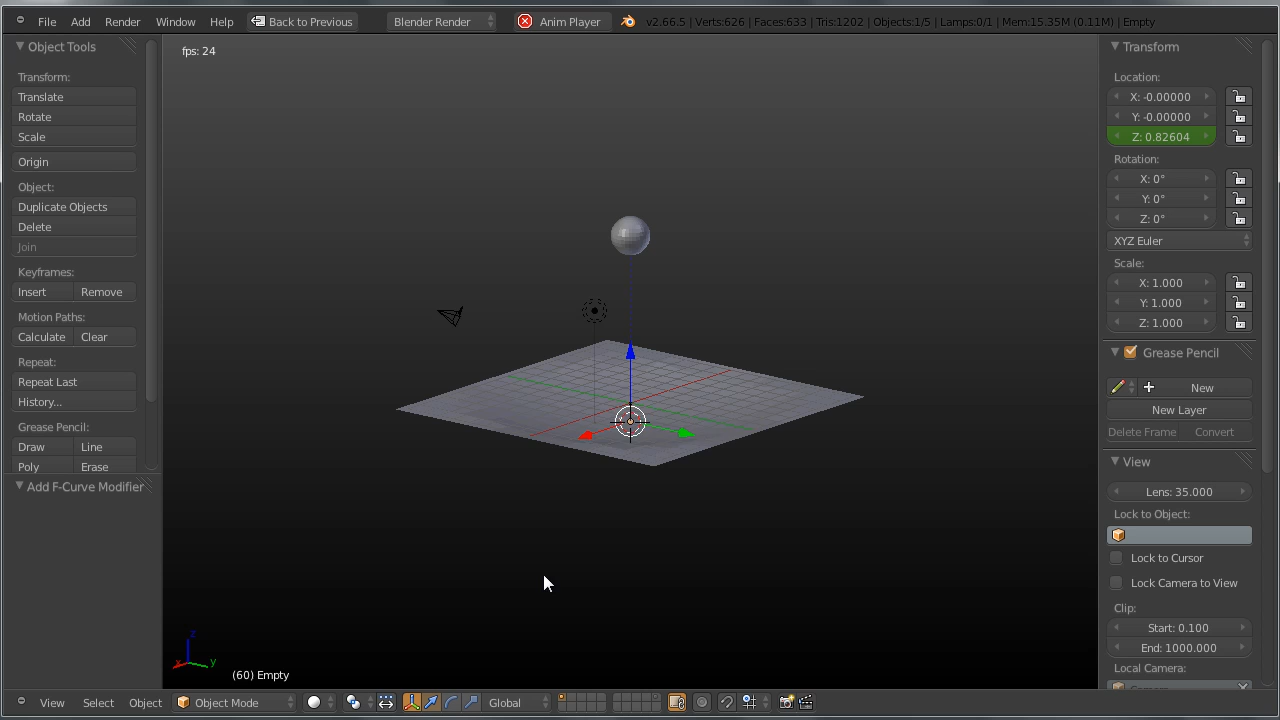 File Add Render Window Help Back to Previous Blender Render Anim Player v2.66.5 | Verts:626 | Faces:633 | Tris:1202 | Objects:1/5 | Lamps:0/1 | Mem:15.35M (0.11M) | Empty
Object Tools
Transform:
Translate
Rotate
Scale
Origin
Object:
Duplicate Objects
Delete
Join
Keyframes:
Insert Remove
Motion Paths:
Calculate Clear
Repeat:
Repeat Last
History...
Grease Pencil:
Draw Line
Poly Erase
Add F-Curve Modifier
fps: 24
z
x y
(60) Empty
Transform
Location:
X: -0.00000
Y: -0.00000
Z: 0.82604
Rotation:
X: 0°
Y: 0°
Z: 0°
XYZ Euler
Scale:
X: 1.000
Y: 1.000
Z: 1.000
Grease Pencil
New
New Layer
Delete Frame Convert
View
Lens: 35.000
Lock to Object:
Lock to Cursor
Lock Camera to View
Clip:
Start: 0.100
End: 1000.000
Local Camera:
View Select Object Object Mode Global